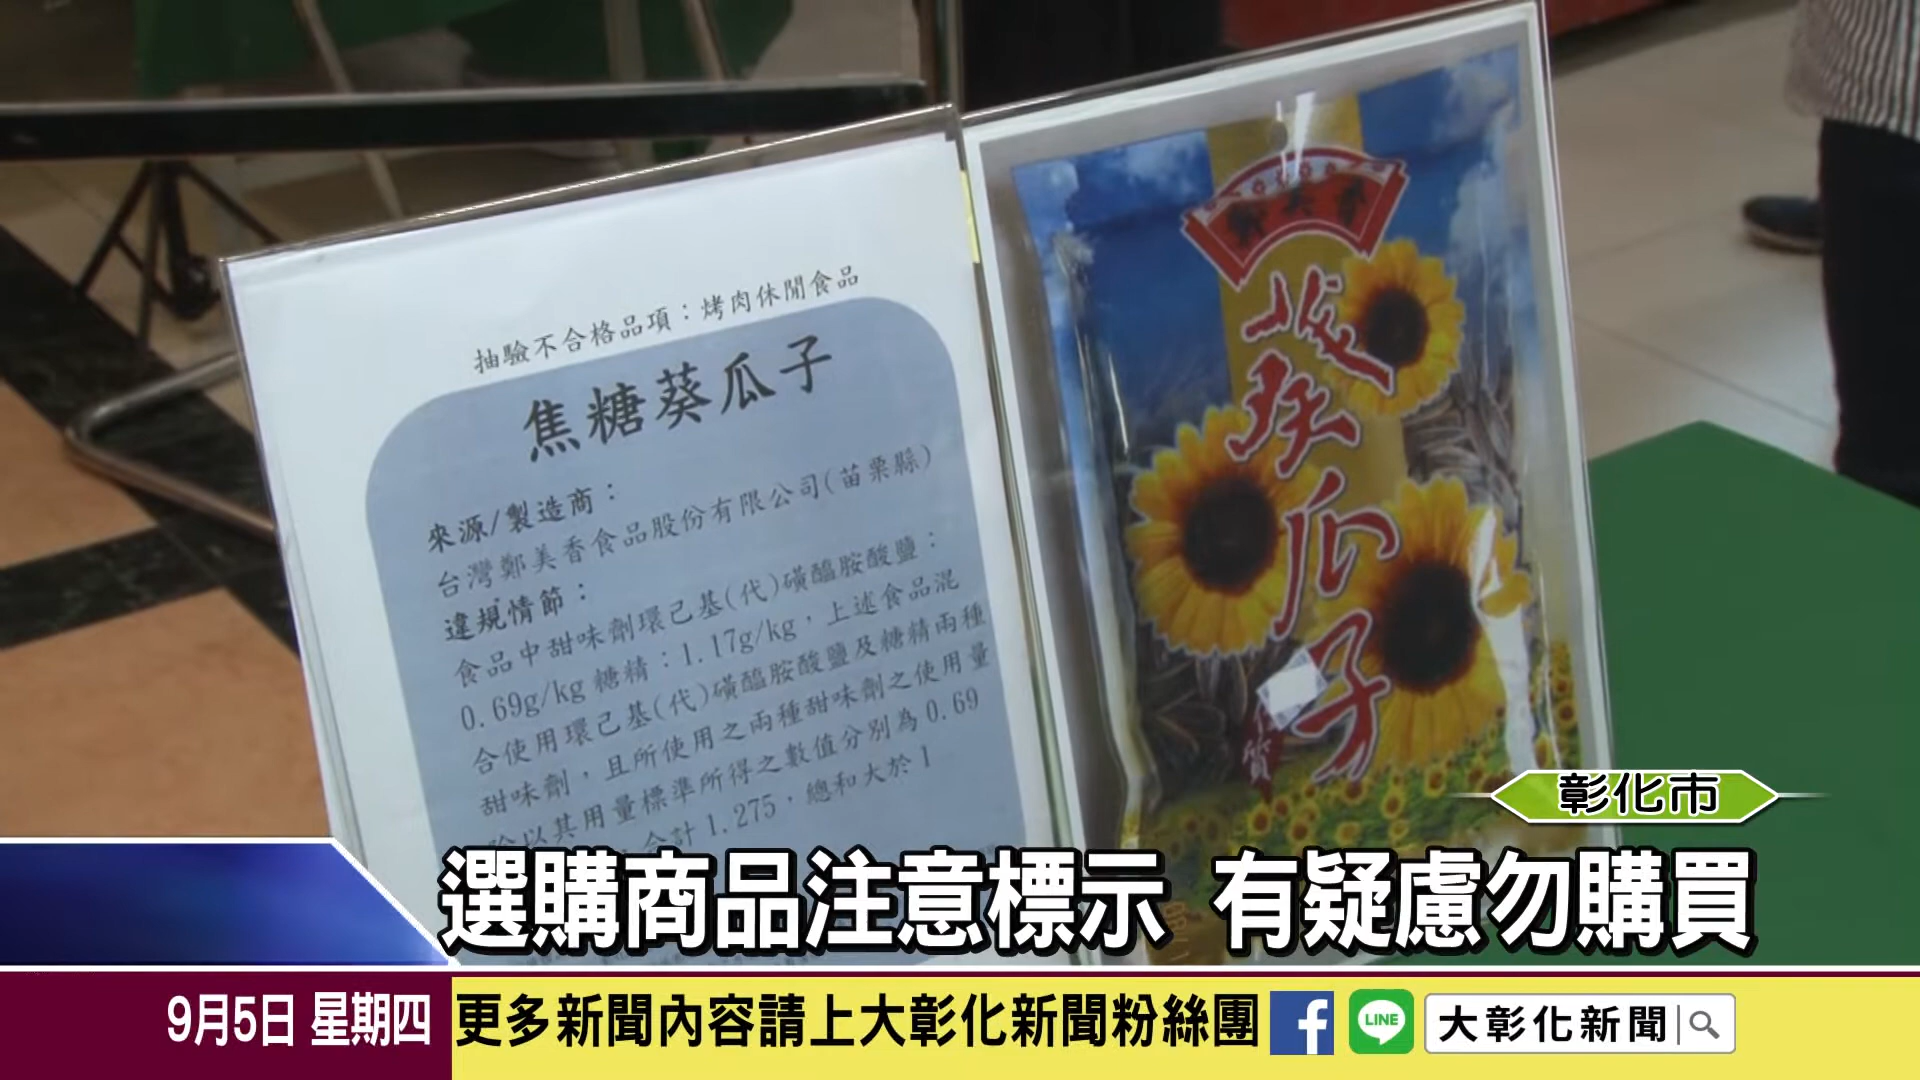 抽驗不合格品項：烤肉休閒食品
焦糖葵瓜子
來源/製造商：
台灣鄭美香食品股份有限公司(苗栗縣)
違規情節：
食品中甜味劑環己基(代)磺醯胺酸鹽：
0.69g/kg 糖精：1.17g/kg，上述食品混
合使用環己基(代)磺醯胺酸鹽及糖精兩種
甜味劑，且所使用之兩種甜味劑之使用量
以其用量標準所得之數值分別為0.69
合計1.275，總和大於1
鄭美香
葵瓜子
彰化市
選購商品注意標示 有疑慮勿購買
9月5日 星期四
更多新聞內容請上大彰化新聞粉絲團
f
LINE
大彰化新聞